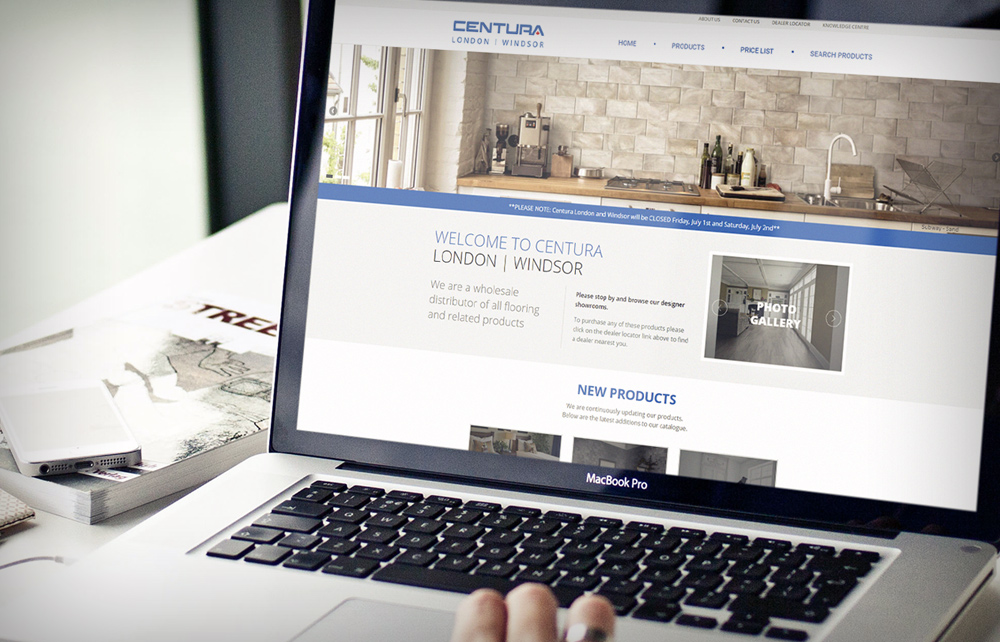 CENTURA
LONDON | WINDSOR
ABOUT US
CONTACT US
DEALER LOCATOR
KNOWLEDGE CENTRE
HOME • PRODUCTS • PRICE LIST • SEARCH PRODUCTS
**PLEASE NOTE: Centura London and Windsor will be CLOSED Friday, July 1st and Saturday, July 2nd**
WELCOME TO CENTURA
LONDON | WINDSOR
We are a wholesale
distributor of all flooring
and related products
Please stop by and browse our designer
showrooms.
To purchase any of these products please
click on the dealer locator link above to find
a dealer nearest you.
PHOTO
GALLERY
NEW PRODUCTS
We are continuously updating our products.
Below are the latest additions to our catalogue.
MacBook Pro